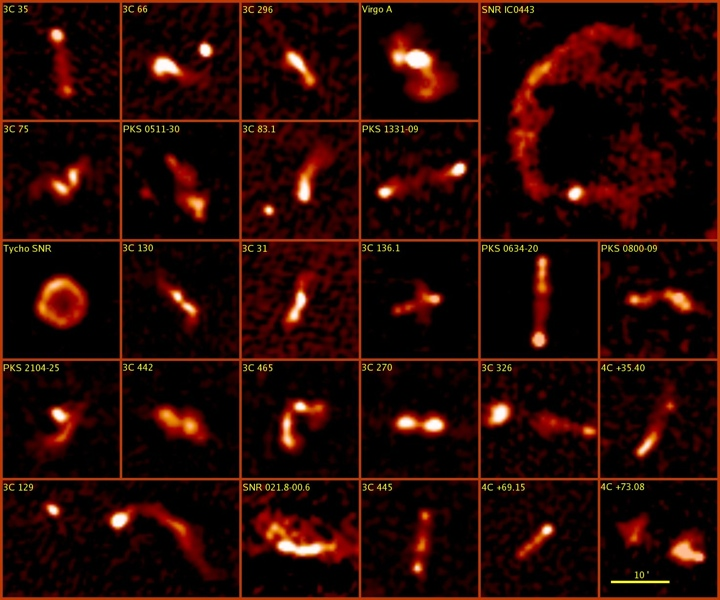 3C 35
3C 66
3C 296
Virgo A
SNR IC0443
3C 75
PKS 0511-30
3C 83.1
PKS 1331-09
Tycho SNR
3C 130
3C 31
3C 136.1
PKS 0634-20
PKS 0800-09
PKS 2104-25
3C 442
3C 465
3C 270
3C 326
4C +35.40
3C 129
SNR 021.8-00.6
3C 445
4C +69.15
4C +73.08
10 '